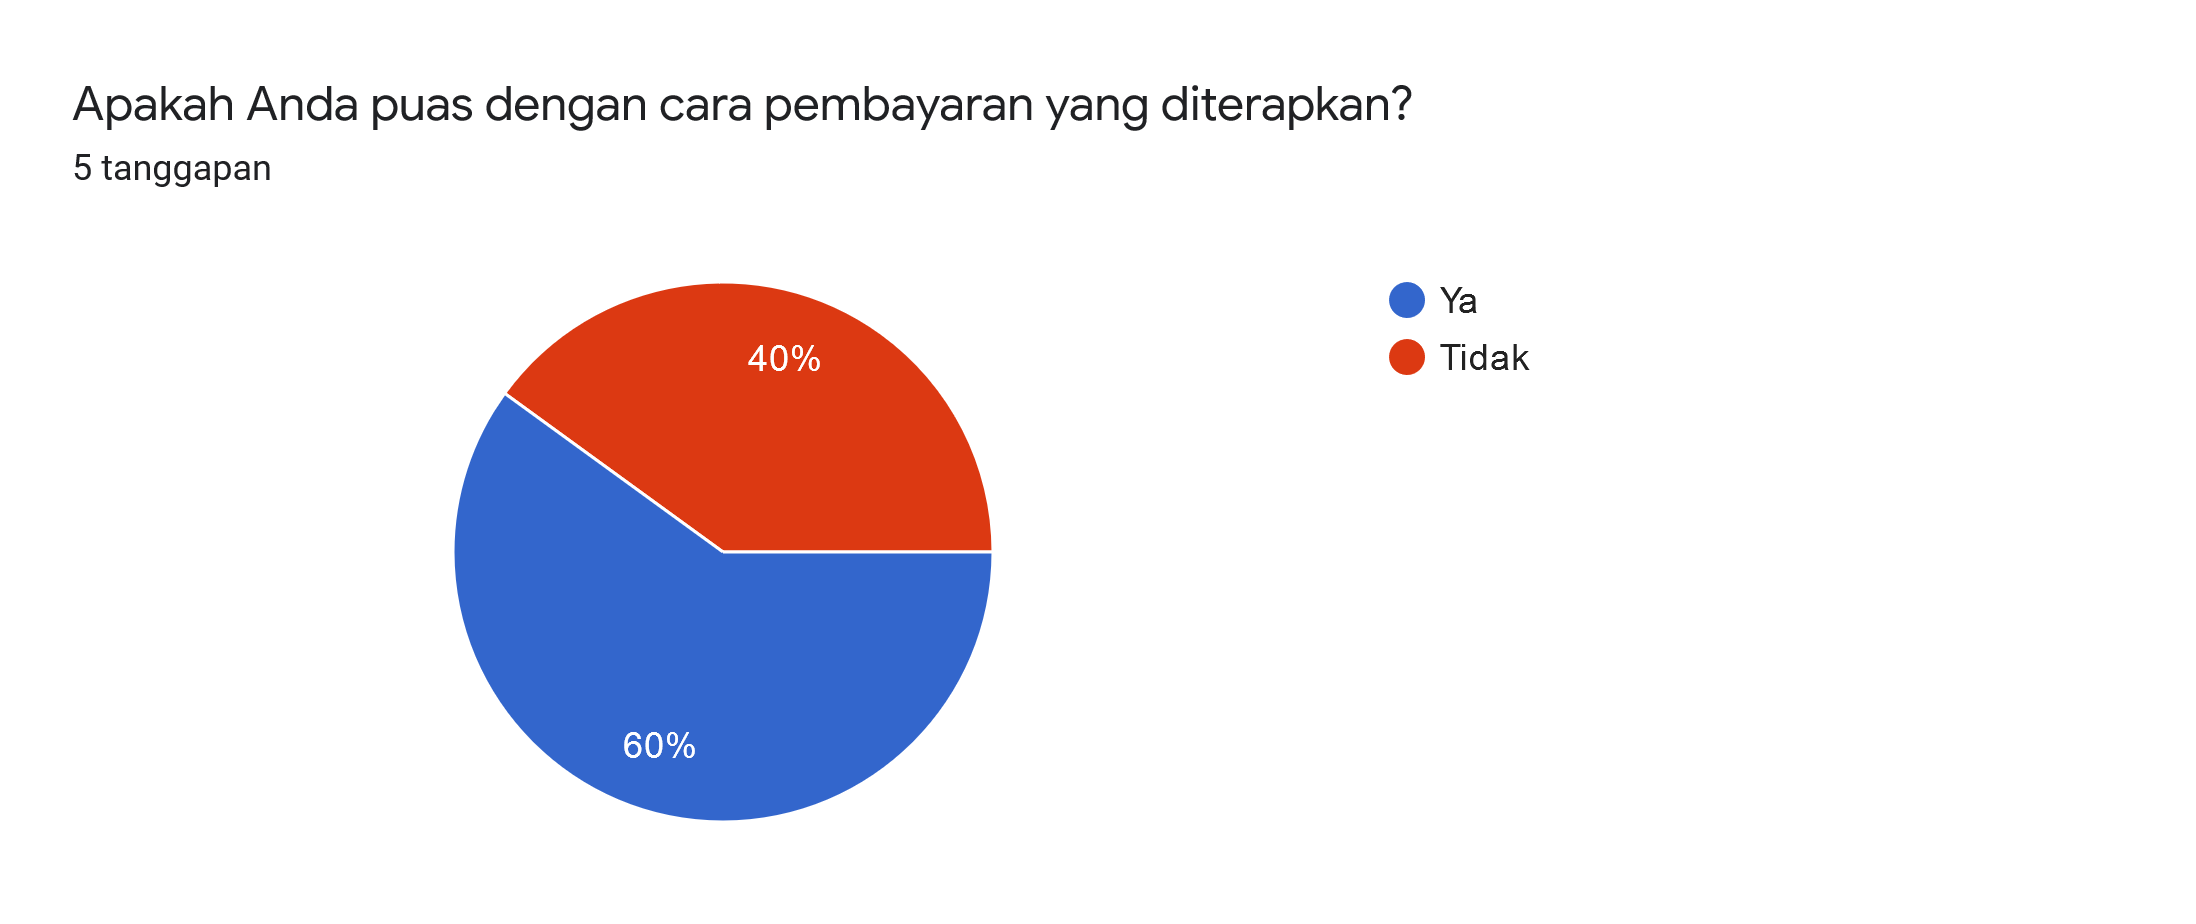 Apakah Anda puas dengan cara pembayaran yang diterapkan?
5 tanggapan
Ya
Tidak
40%
60%